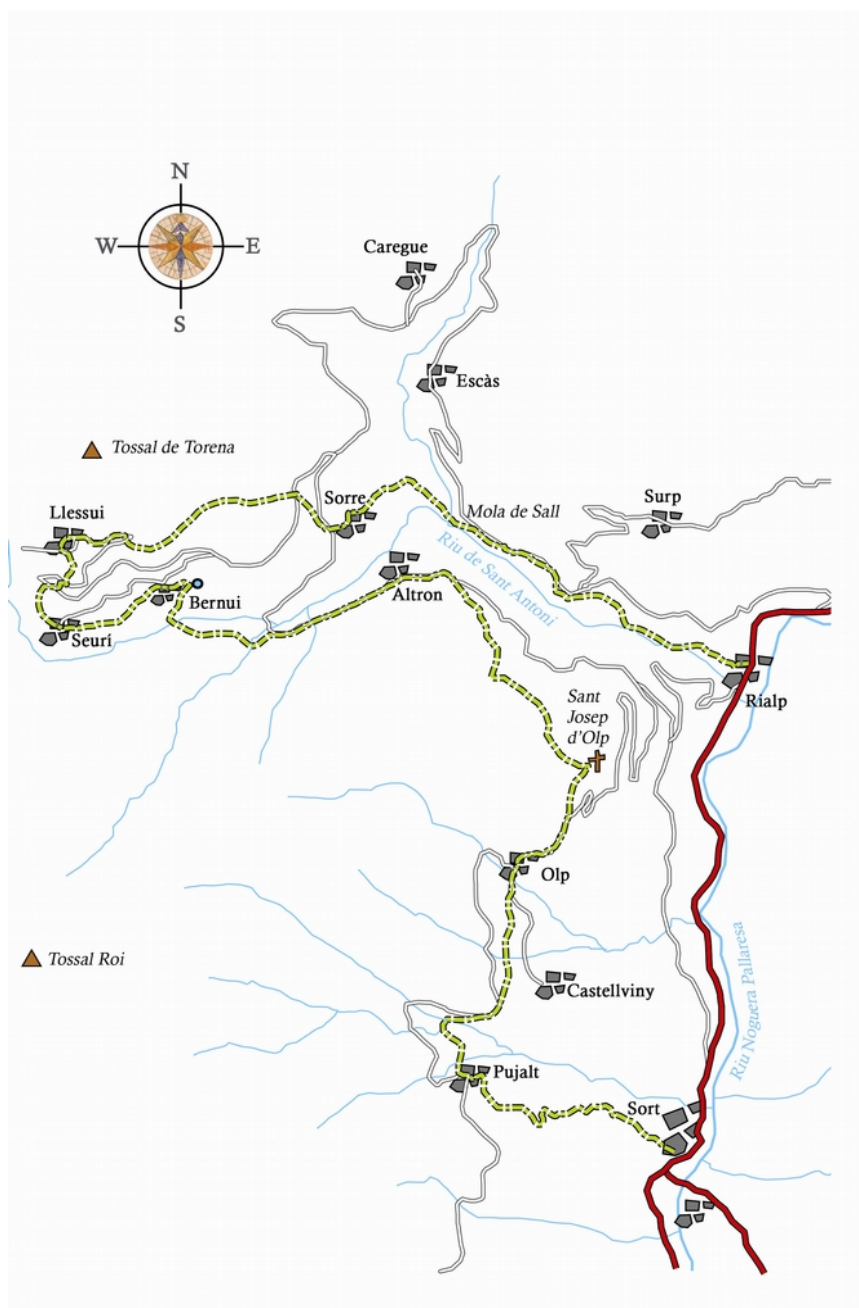 N
W
E
S
Caregue
Escàs
Tossal de Torena
Llessui
Sorre
Mola de Sall
Surp
Riu de Sant Antoni
Altron
Bernui
Seurí
Rialp
Sant
Josep
d'Olp
Olp
Tossal Roi
Castellviny
Riu Noguera Pallaresa
Pujalt
Sort